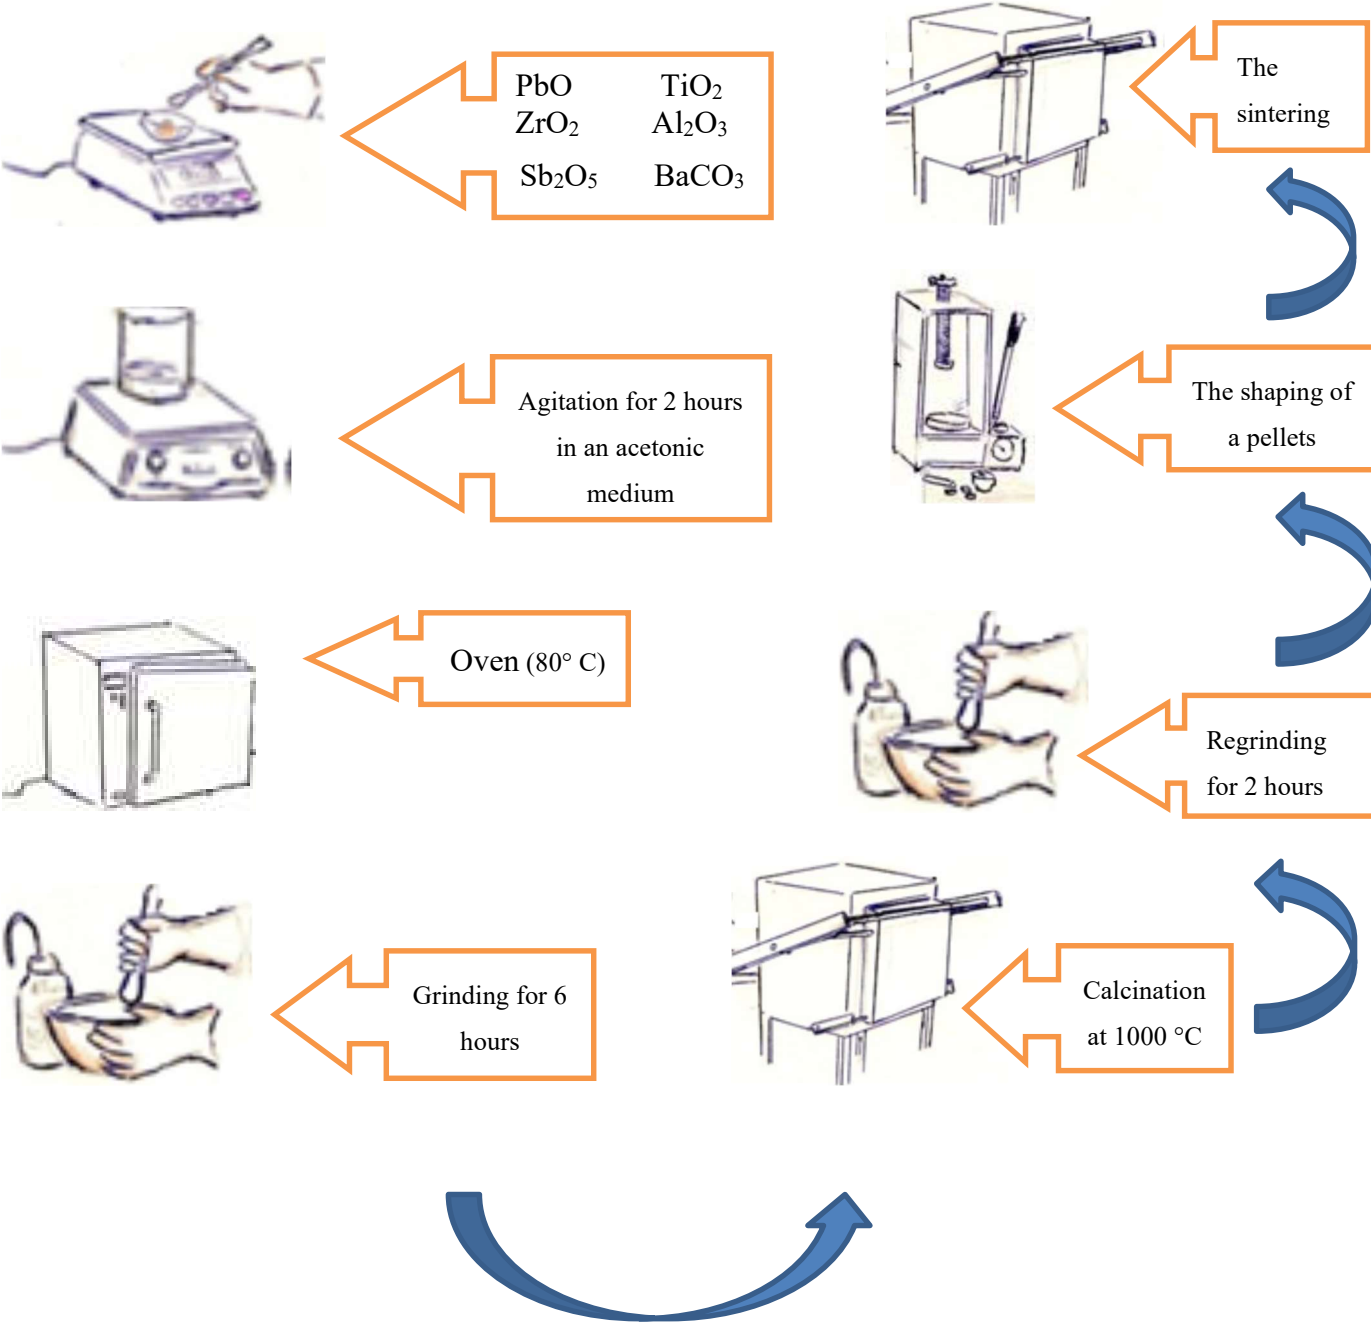 PbO TiO₂
ZrO₂ Al₂O₃
Sb₂O₅ BaCO₃
Agitation for 2 hours
in an acetonic
medium
Oven (80° C)
Grinding for 6
hours
Calcination
at 1000 °C
Regrinding
for 2 hours
The shaping of
a pellets
The
sintering